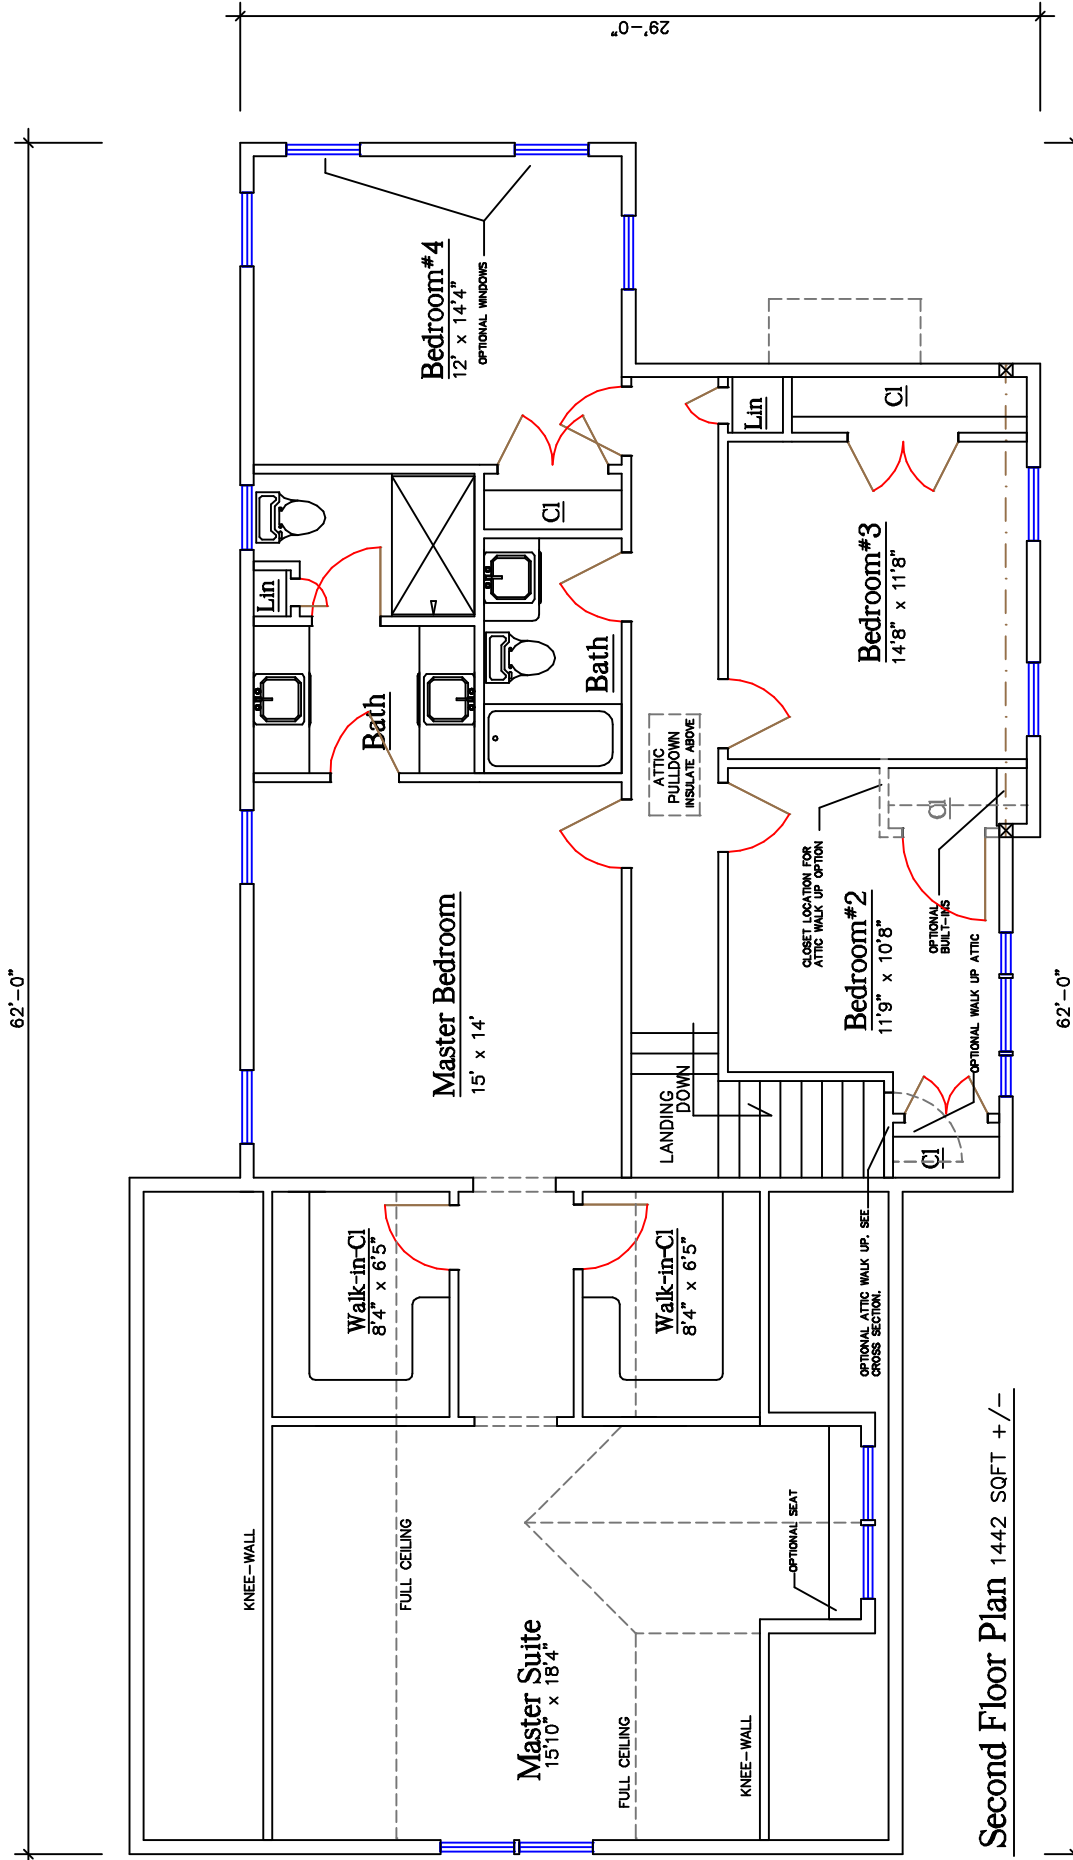 62'-0"
29'-0"
Bedroom#4
12' x 14'4"
OPTIONAL WINDOWS
Lin
Cl
Cl
Lin
Bath
Bath
Bedroom#3
14'8" x 11'8"
ATTIC
PULLDOWN
INSULATE ABOVE
Master Bedroom
15' x 14'
CLOSET LOCATION FOR
ATTIC WALK UP OPTION
Cl
Bedroom#2
11'9" x 10'8"
OPTIONAL
BUILT-INS
OPTIONAL WALK UP ATTIC
62'-0"
LANDING
DOWN
Cl
Walk-in-Cl
8'4" x 6'5"
Walk-in-Cl
8'4" x 6'5"
OPTIONAL ATTIC WALK UP. SEE
CROSS SECTION.
KNEE-WALL
FULL CEILING
OPTIONAL SEAT
Master Suite
15'10" x 18'4"
FULL CEILING
KNEE-WALL
Second Floor Plan 1442 SQFT +/-